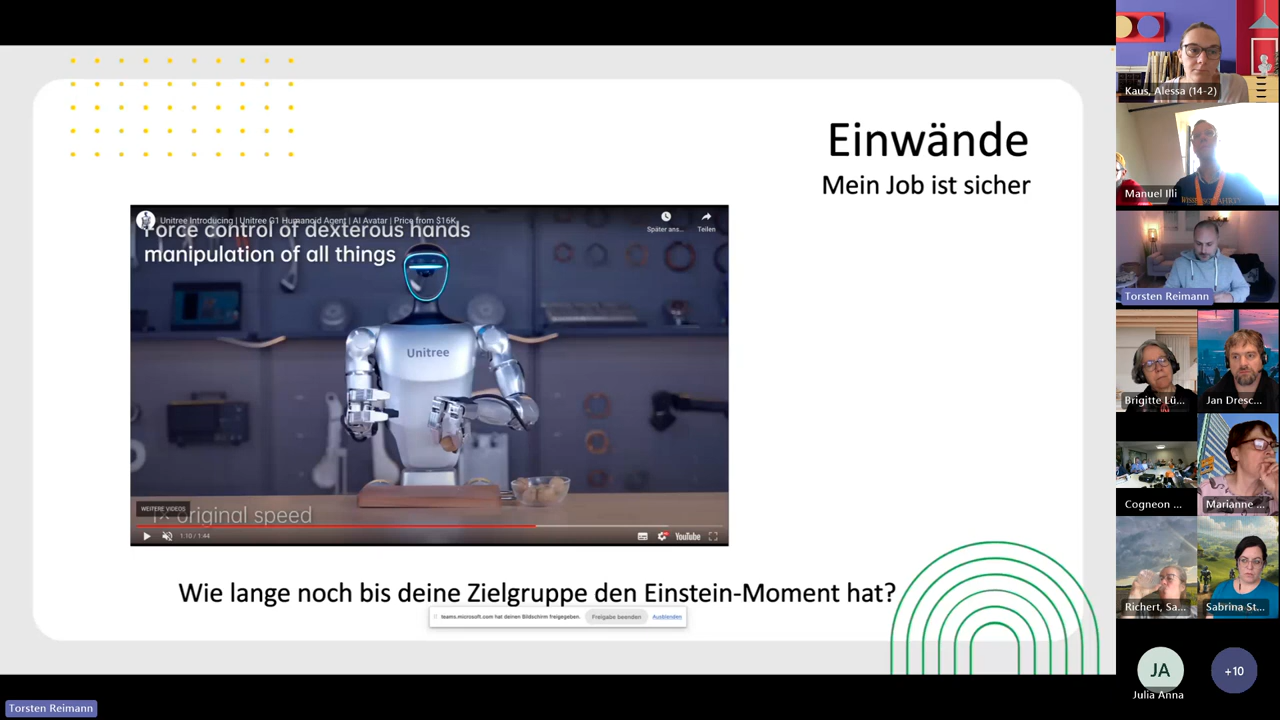 Einwände
Mein Job ist sicher
Unitree Introducing | Unitree G1 Humanoid Agent | AI Avatar | Price from $16K
Force control of dexterous hands
manipulation of all things
Später ans...
Teilen
Unitree
WEITERE VIDEOS
1x original speed
1:10 / 1:44
YouTube
Wie lange noch bis deine Zielgruppe den Einstein-Moment hat?
teams.microsoft.com hat deinen Bildschirm freigegeben.
Freigabe beenden
Ausblenden
Torsten Reimann
Kaus, Alessa (14-2)
Manuel Illi
Torsten Reimann
Brigitte Lü...
Jan Dresc...
Cogneon ...
Marianne ...
Richert, Sa...
Sabrina St...
JA
Julia Anna
+10